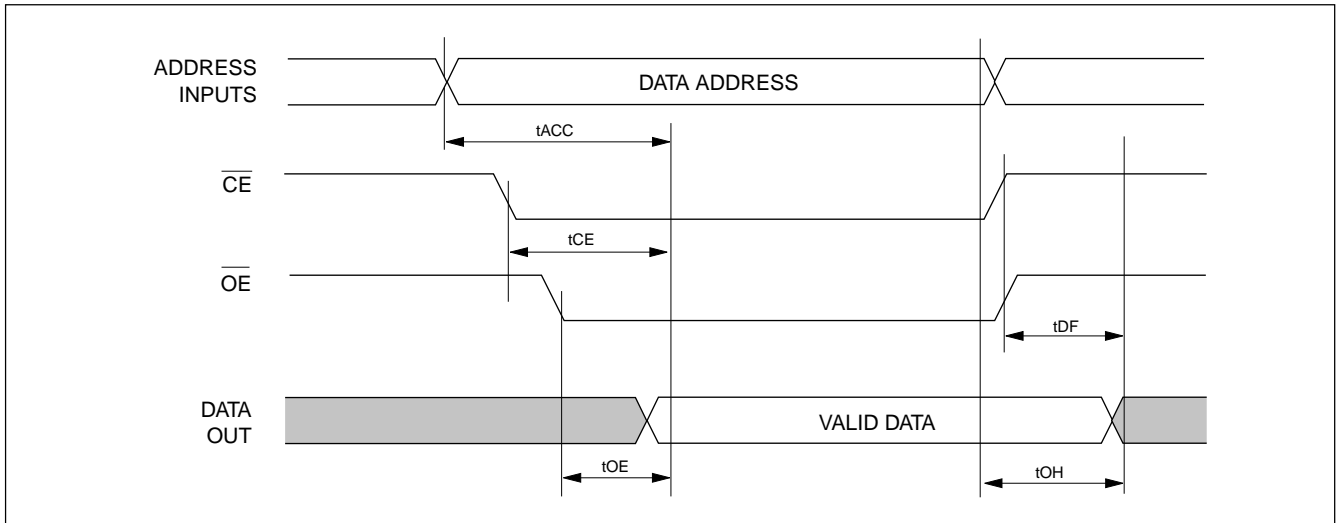 ADDRESS
INPUTS
DATA ADDRESS
tACC
CE
tCE
OE
tDF
DATA
OUT
VALID DATA
tOE
tOH